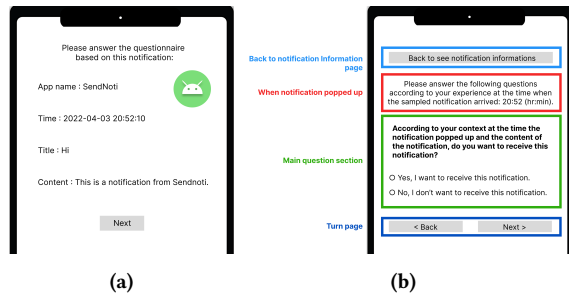 Please answer the questionnaire
based on this notification:
App name : SendNoti
Time : 2022-04-03 20:52:10
Title : Hi
Content : This is a notification from Sendnoti.
Next
(a)
Back to notification Information
page
When notification popped up
Main question section
Turn page
Back to see notification informations
Please answer the following questions
according to your experience at the time when
the sampled notification arrived: 20:52 (hr:min).
According to your context at the time the
notification popped up and the content of
the notification, do you want to receive this
notification?
O Yes, I want to receive this notification.
O No, I don't want to receive this notification.
< Back
Next >
(b)